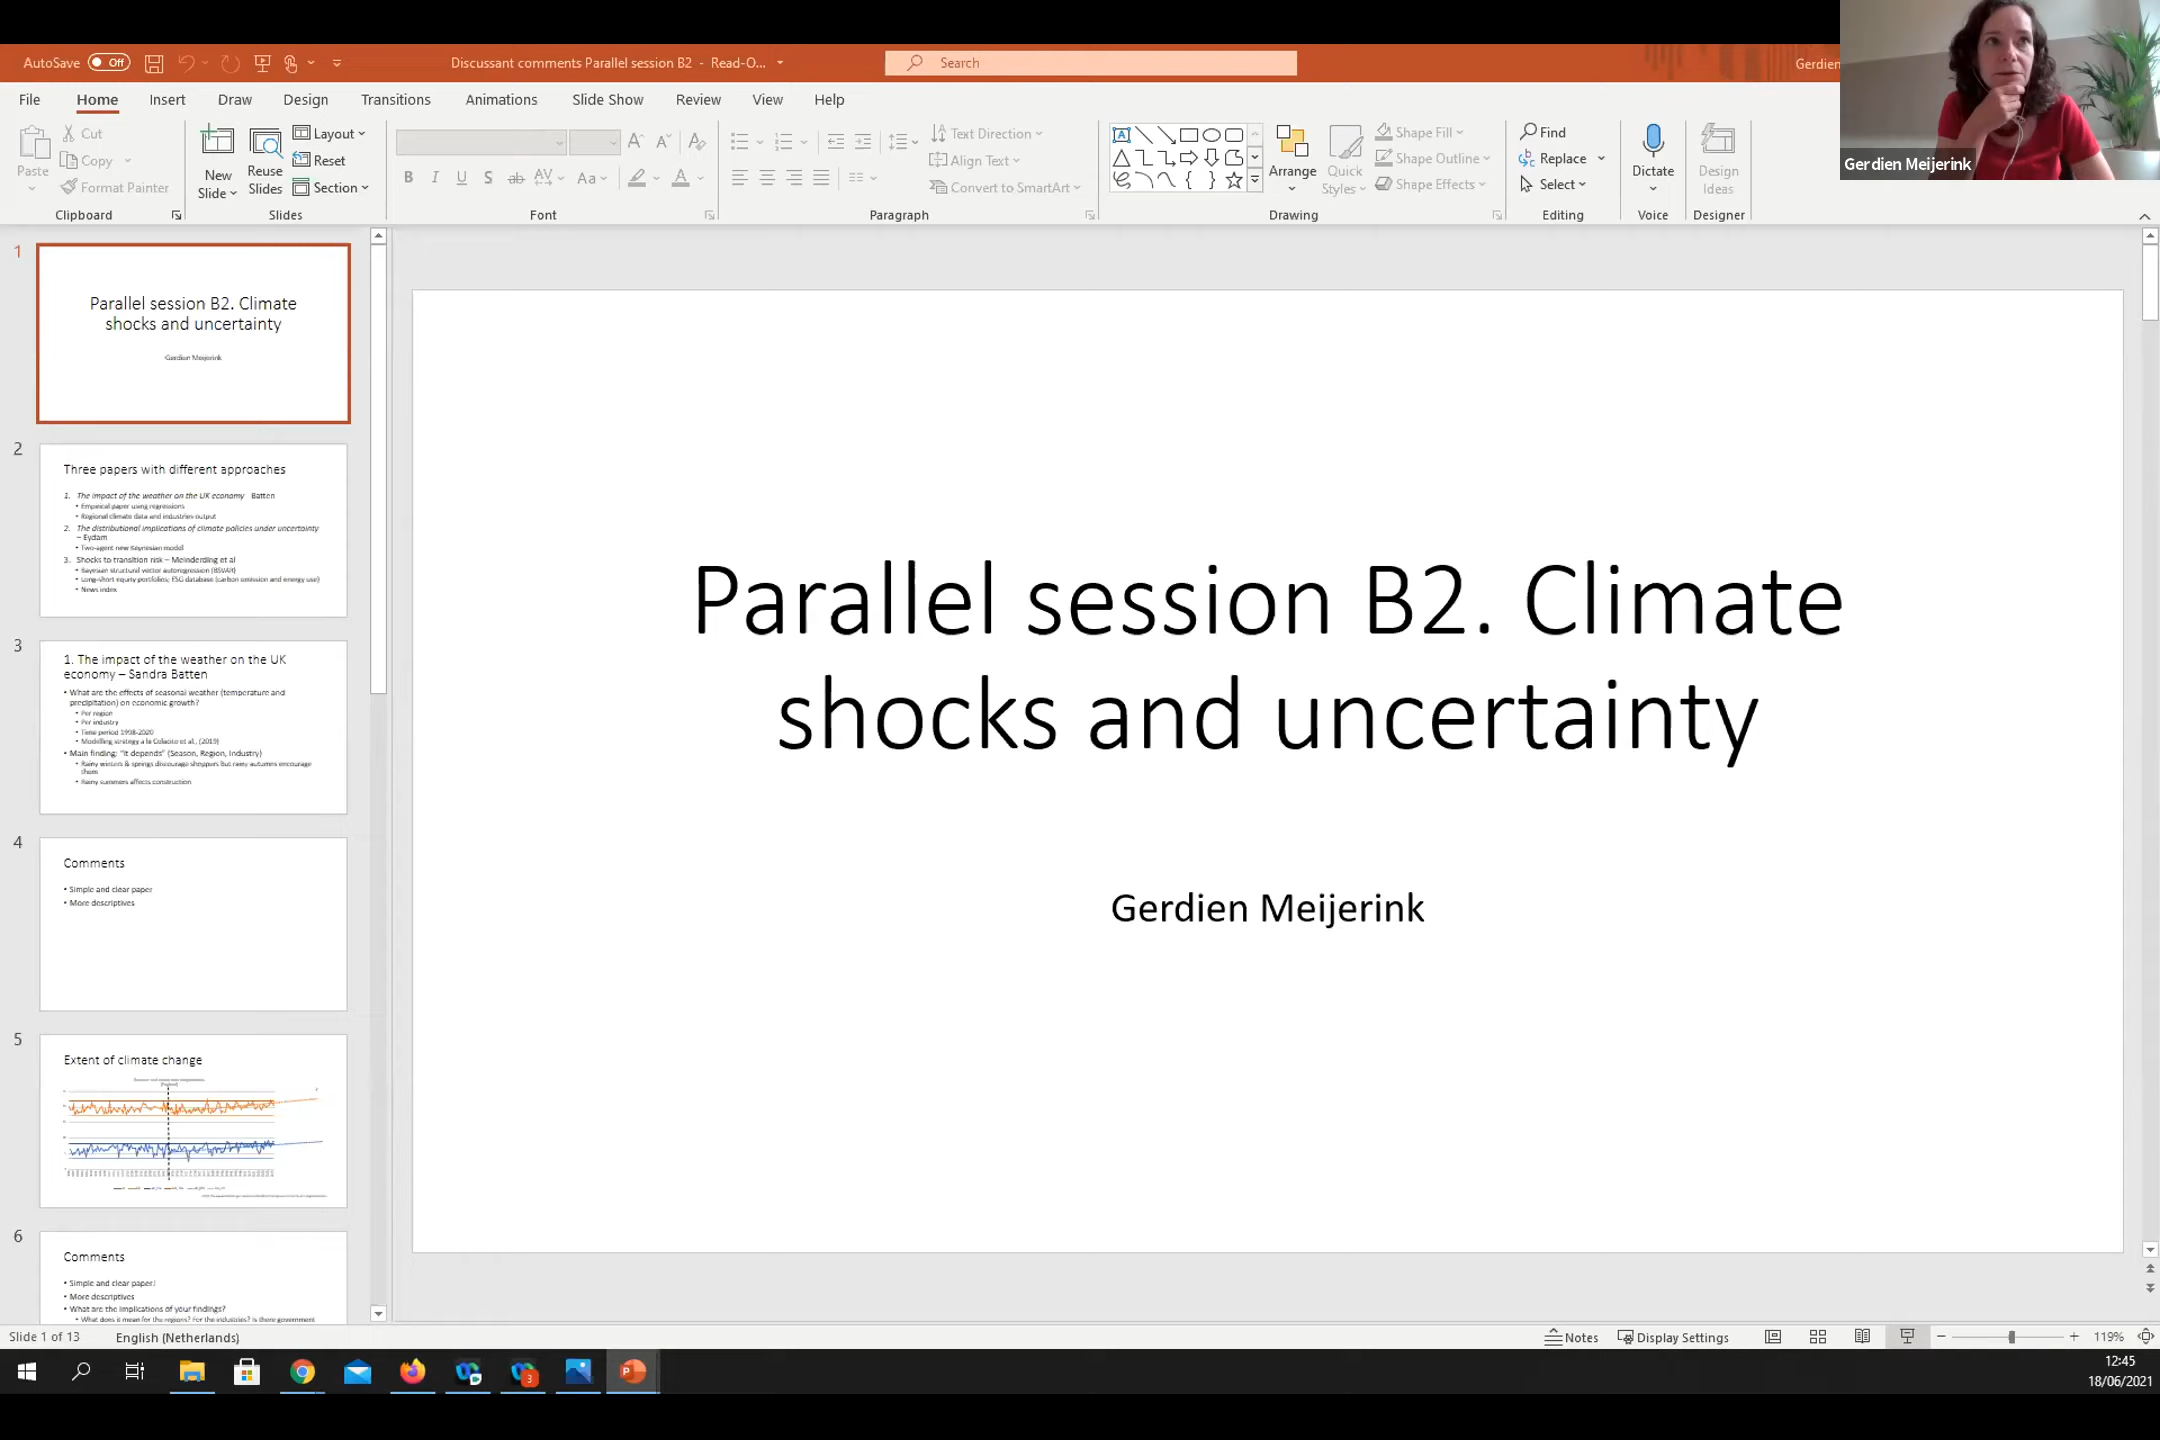 AutoSave Off
Discussant comments Parallel session B2 - Read-O...
Search
Gerdien
File Home Insert Draw Design Transitions Animations Slide Show Review View Help
Paste
Cut
Copy
Format Painter
Clipboard
New Slide
Reuse Slides
Layout
Reset
Section
Slides
Font
Text Direction
Align Text
Convert to SmartArt
Paragraph
Arrange
Quick Styles
Shape Fill
Shape Outline
Shape Effects
Drawing
Find
Replace
Select
Editing
Dictate
Voice
Design Ideas
Designer
Gerdien Meijerink
1
Parallel session B2. Climate
shocks and uncertainty
Gerdien Meijerink
2
Three papers with different approaches
1. The impact of the weather on the UK economy Batten
• Empirical paper using regressions
• Regional climate data and industries output
2. The distributional implications of climate policies under uncertainty
– Eydam
• Two-agent new Keynesian model
3. Shocks to transition risk – Meinderding et al
• Bayesian structural vector autoregression (BSVAR)
• Long-short equity portfolios; ESG database (carbon emission and energy use)
• News index
3
1. The impact of the weather on the UK
economy – Sandra Batten
• What are the effects of seasonal weather (temperature and
precipitation) on economic growth?
• Per region
• Per industry
• Time period 1998-2020
• Modelling strategy a la Colacito et al., (2019)
• Main finding: "It depends" (Season, Region, Industry)
• Rainy winters & springs discourage shoppers but rainy autumns encourage
them
• Rainy summers affects construction
4
Comments
• Simple and clear paper
• More descriptives
5
Extent of climate change
6
Comments
• Simple and clear paper!
• More descriptives
• What are the implications of your findings?
• What does it mean for the regions? For the industries? Is there government
Parallel session B2. Climate
shocks and uncertainty
Gerdien Meijerink
Slide 1 of 13
English (Netherlands)
Notes
Display Settings
119%
3
12:45
18/06/2021